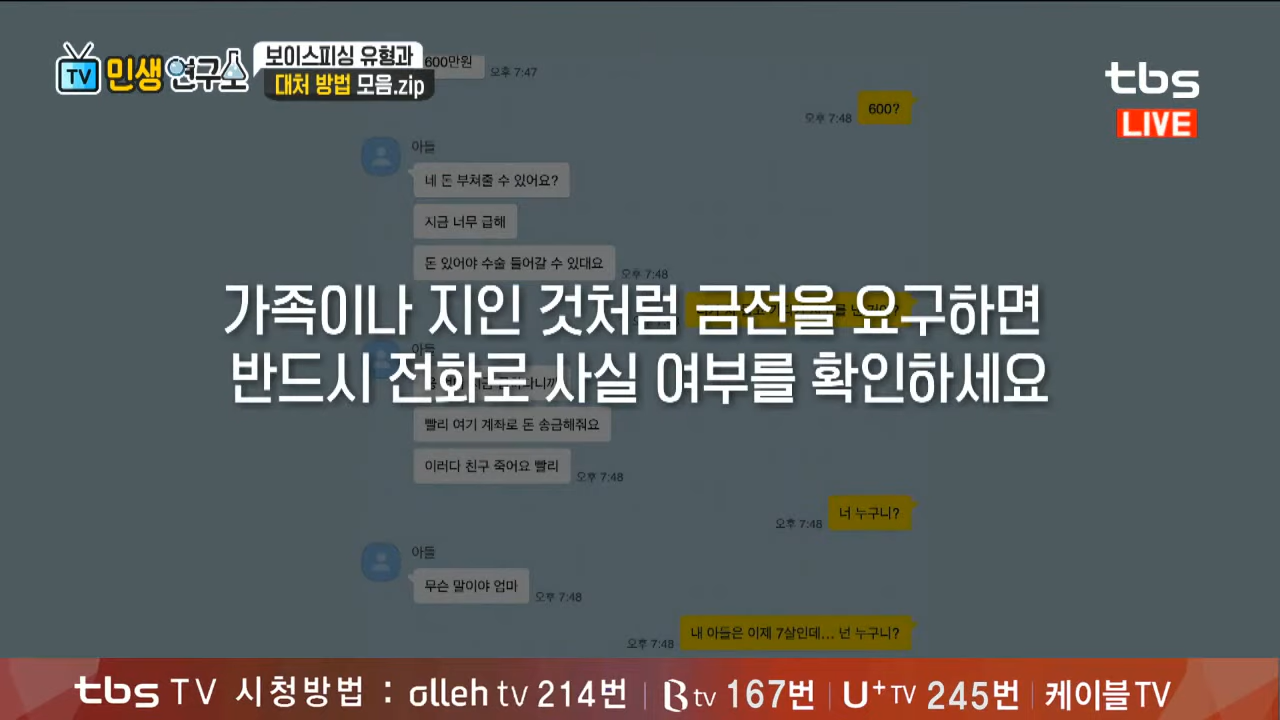 TV 민생 연구소
보이스피싱 유형과
대처 방법 모음.zip
tbs
LIVE
600만원
오후 7:47
600?
오후 7:48
아들
네 돈 부쳐줄 수 있어요?
지금 너무 급해
돈 있어야 수술 들어갈 수 있대요
오후 7:48
가족이나 지인 것처럼 금전을 요구하면
아들
반드시 전화로 사실 여부를 확인하세요
빨리 여기 계좌로 돈 송금해줘요
이러다 친구 죽어요 빨리
오후 7:48
너 누구니?
오후 7:48
아들
무슨 말이야 엄마
오후 7:48
내 아들은 이제 7살인데... 넌 누구니?
오후 7:48
tbs TV 시청방법 : olleh tv 214번 | B tv 167번 | U+TV 245번 | 케이블TV